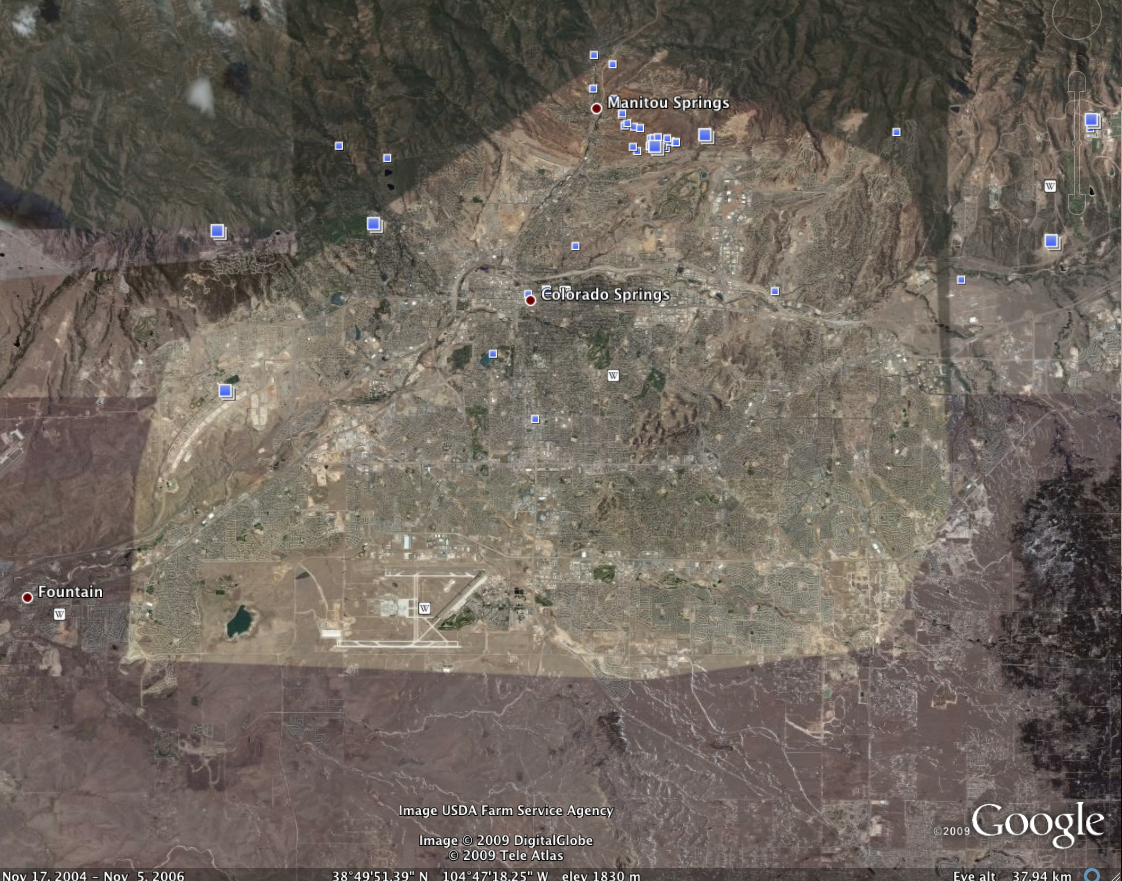 Manitou Springs
W
Colorado Springs
W
Fountain
W
W
Image USDA Farm Service Agency
©2009 Google
Image © 2009 DigitalGlobe
© 2009 Tele Atlas
Nov 17, 2004 – Nov 5, 2006 38°49'51.39" N 104°47'18.25" W elev 1830 m Eye alt 37.94 km